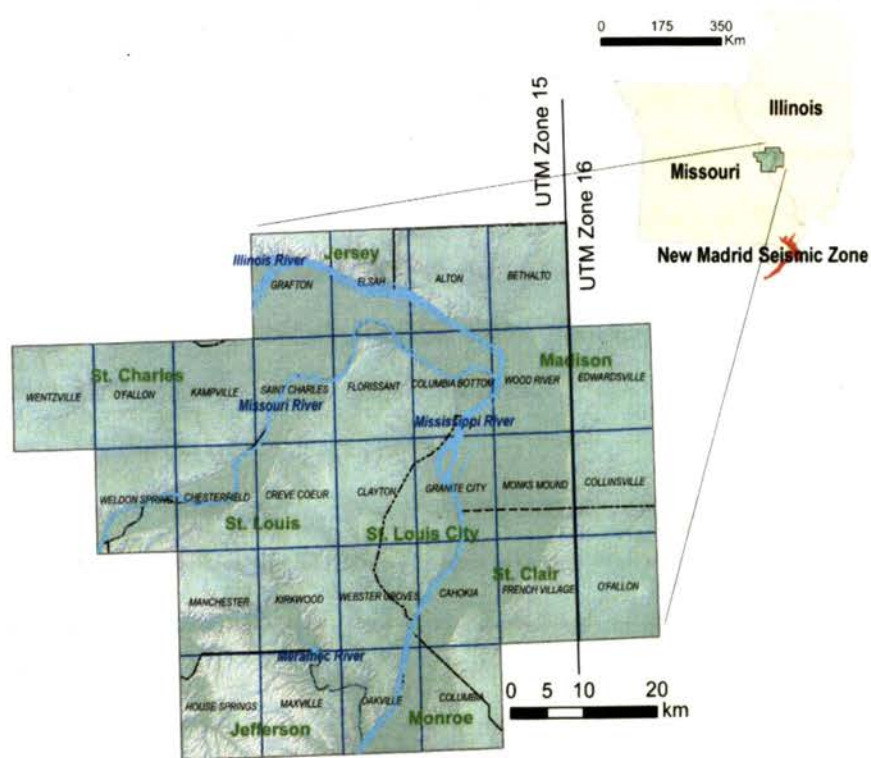 0 175 350
Km
Illinois
Missouri
New Madrid Seismic Zone
UTM Zone 15
UTM Zone 16
Jersey
Illinois River
GRAFTON ELSAH ALTON BETHALTO
St. Charles Madison
WENTZVILLE O'FALLON KAMPVILLE SAINT CHARLES FLORISSANT COLUMBIA BOTTOM WOOD RIVER EDWARDSVILLE
Missouri River
Mississippi River
WELDON SPRING CHESTERFIELD CREVE COEUR CLAYTON GRANITE CITY MONKS MOUND COLLINSVILLE
St. Louis St. Louis City
St. Clair
MANCHESTER KIRKWOOD WEBSTER GROVES CAHOKIA FRENCH VILLAGE O'FALLON
Meramec River
HOUSE SPRINGS MAXVILLE OAKVILLE COLUMBIA
Jefferson Monroe
0 5 10 20
km